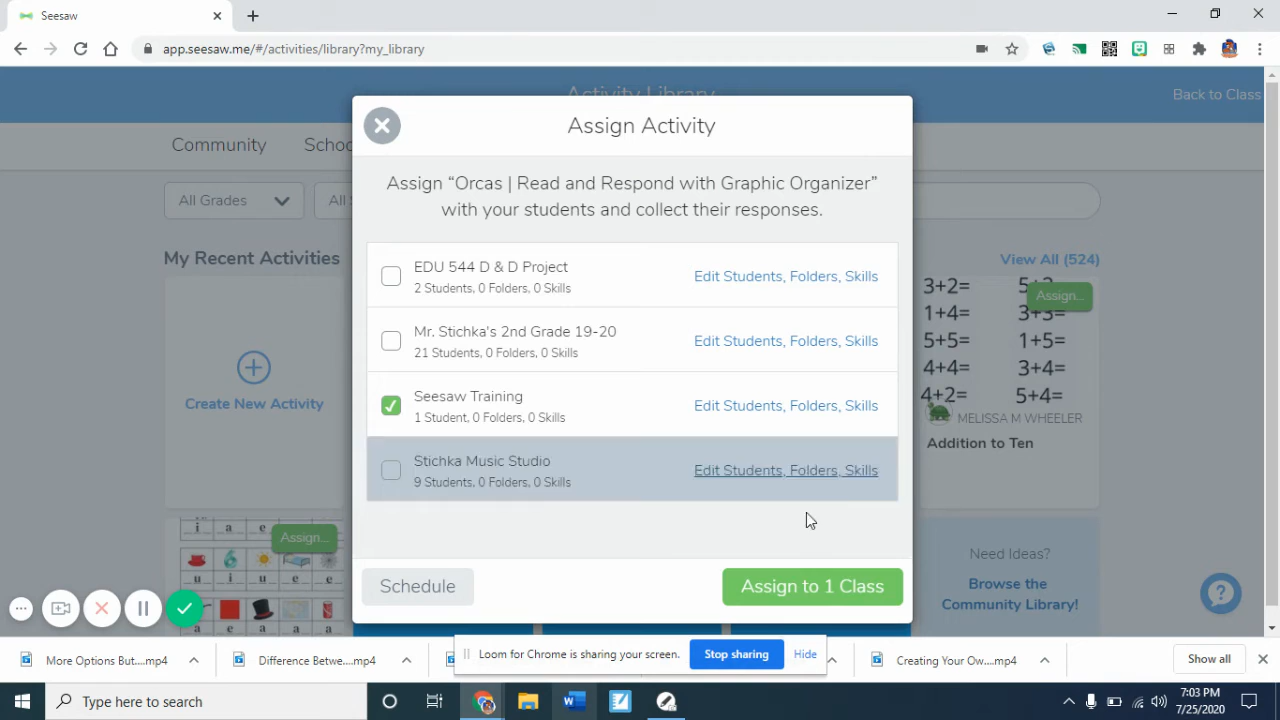 Seesaw
app.seesaw.me/#/activities/library?my_library
Activity Library
Back to Class
Community
Schoo
All Grades
All S
My Recent Activities
View All (524)
Create New Activity
Assign Activity
Assign “Orcas | Read and Respond with Graphic Organizer”
with your students and collect their responses.
EDU 544 D & D Project
2 Students, 0 Folders, 0 Skills
Edit Students, Folders, Skills
Mr. Stichka's 2nd Grade 19-20
21 Students, 0 Folders, 0 Skills
Edit Students, Folders, Skills
Seesaw Training
1 Student, 0 Folders, 0 Skills
Edit Students, Folders, Skills
Stichka Music Studio
9 Students, 0 Folders, 0 Skills
Edit Students, Folders, Skills
Schedule
Assign to 1 Class
Assign...
3+2=
1+4=
5+5=
4+4=
4+2=
1+5=
3+4=
5+4=
MELISSA M WHEELER
Addition to Ten
Assign...
i a e
u i u e
a e a a
Need Ideas?
Browse the
Community Library!
Loom for Chrome is sharing your screen.
Stop sharing
Hide
More Options But....mp4
Difference Betwe....mp4
Creating Your Ow....mp4
Show all
Type here to search
7:03 PM
7/25/2020